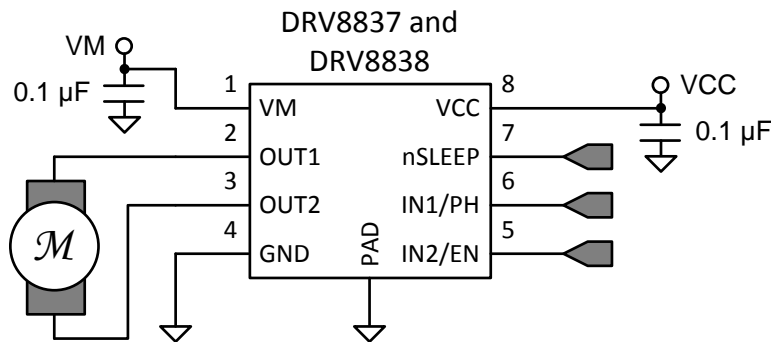 DRV8837 and
DRV8838
VM
0.1 µF
1
VM
2
OUT1
3
OUT2
4
GND
PAD
8
VCC
7
nSLEEP
6
IN1/PH
5
IN2/EN
VCC
0.1 µF
M